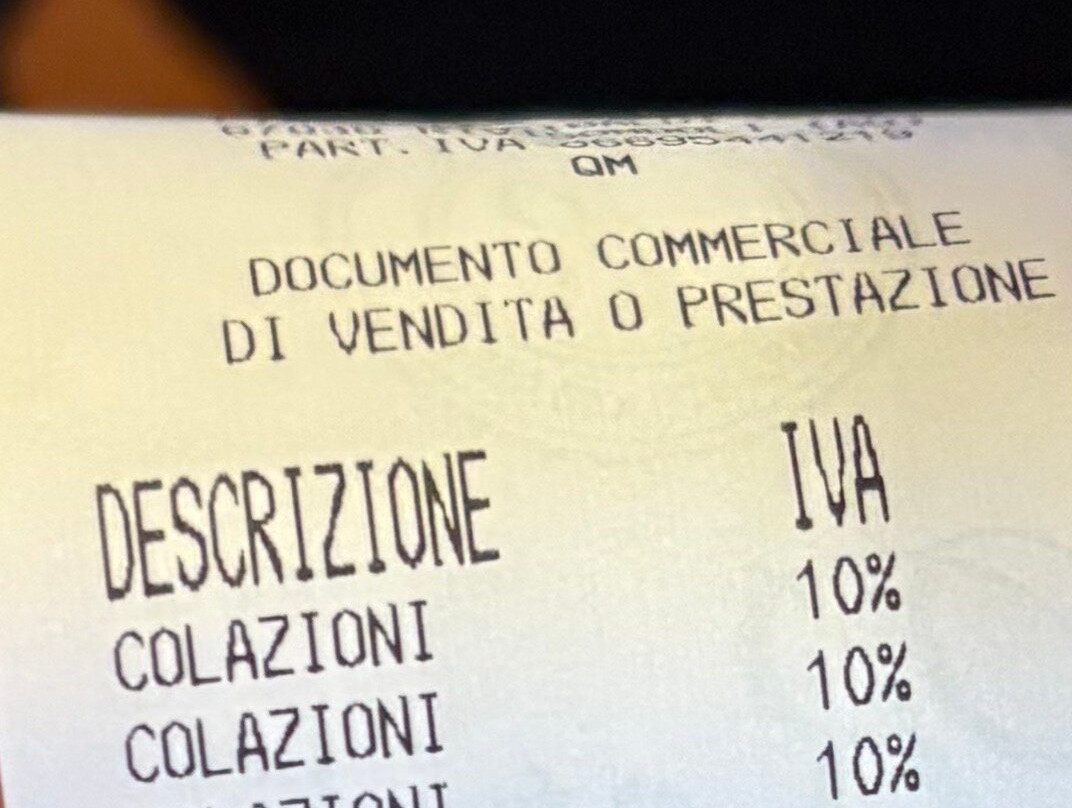 PART. IVA
QM
DOCUMENTO COMMERCIALE
DI VENDITA O PRESTAZIONE
DESCRIZIONE IVA
COLAZIONI 10%
COLAZIONI 10%
10%